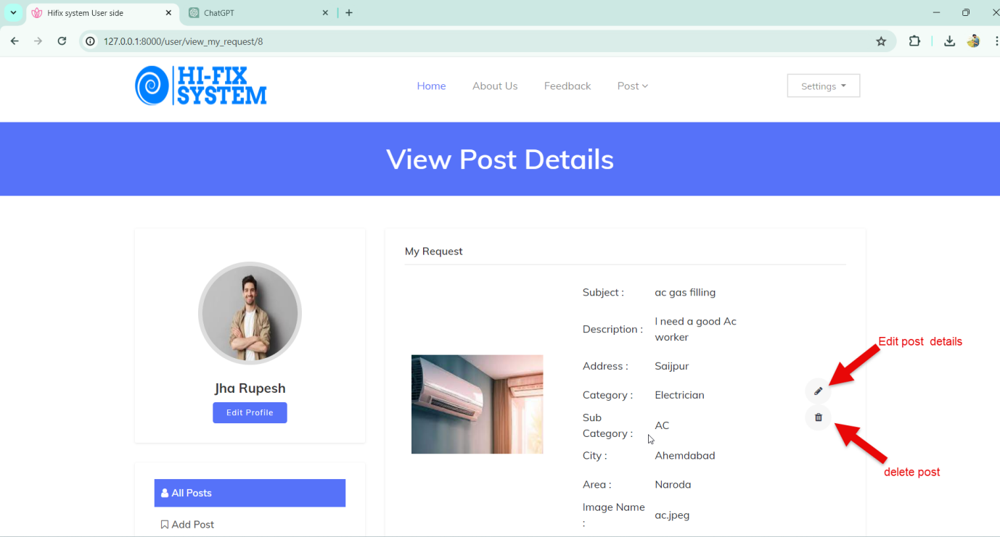 Hifix system User side
ChatGPT
127.0.0.1:8000/user/view_my_request/8
HI-FIX
SYSTEM
Home About Us Feedback Post Settings
View Post Details
My Request
Subject : ac gas filling
Description : I need a good Ac
worker
Address : Saijpur
Category : Electrician
Sub
Category : AC
City : Ahemdabad
Area : Naroda
Image Name
: ac.jpeg
Edit post details
delete post
Jha Rupesh
Edit Profile
All Posts
Add Post